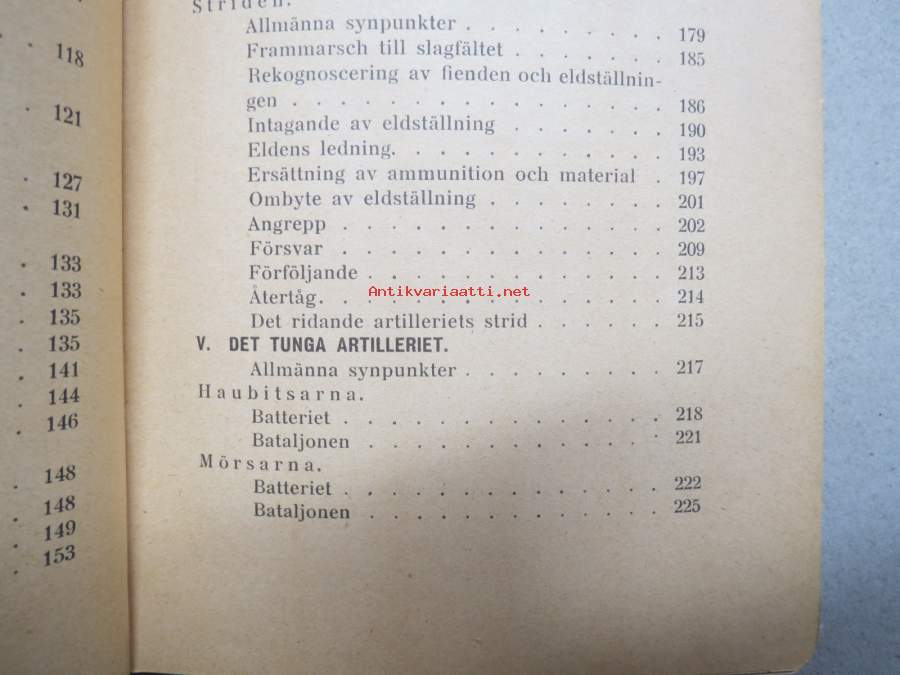 118
121
127
131
133
133
135
135
141
144
146
148
148
149
153
Striden.
Allmänna synpunkter . . . . . . . . . 179
Frammarsch till slagfältet . . . . . . . 185
Rekognoscering av fienden och eldställnin-
gen . . . . . . . . . . . . . . . . 186
Intagande av eldställning . . . . . . . 190
Eldens ledning. . . . . . . . . . . . 193
Ersättning av ammunition och material . 197
Ombyte av eldställning . . . . . . . . 201
Angrepp . . . . . . . . . . . . . . 202
Försvar . . . . . . . . . . . . . . 209
Förföljande . . . . . . . . . . . . . 213
Återtåg. . . . . . . . . . . . . . . 214
Antikvariaatti.net
Det ridande artilleriets strid . . . . . . 215
V. DET TUNGA ARTILLERIET.
Allmänna synpunkter . . . . . . . . . 217
Haubitsarna.
Batteriet . . . . . . . . . . . . . . 218
Bataljonen . . . . . . . . . . . . . 221
Mörsarna.
Batteriet . . . . . . . . . . . . . . 222
Bataljonen . . . . . . . . . . . . . 225